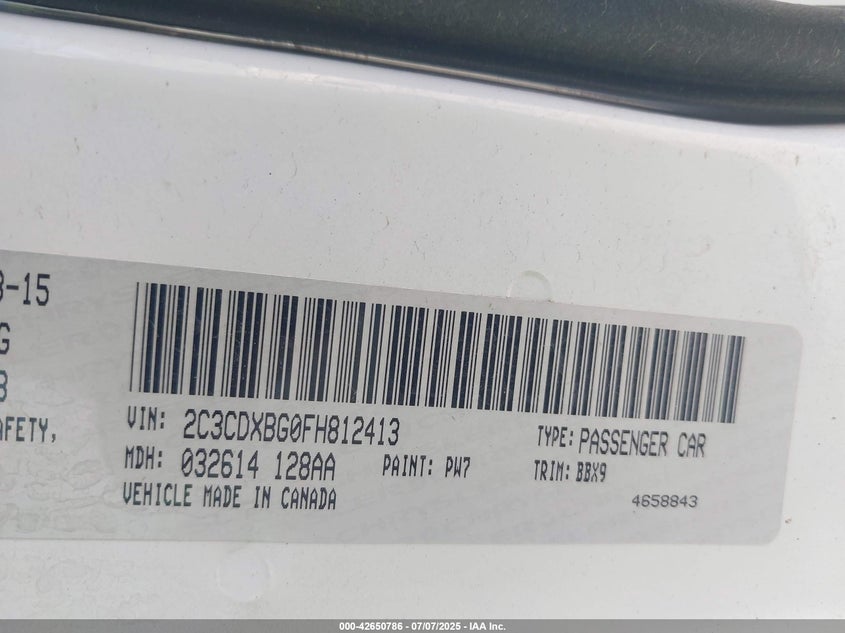 3-15
G
AFETY,
VIN: 2C3CDXBG0FH812413
TYPE: PASSENGER CAR
MDH: 032614 128AA
PAINT: PW7
TRIM: BBX9
VEHICLE MADE IN CANADA
4658843
000-42650786 - 07/07/2025 - IAA Inc.